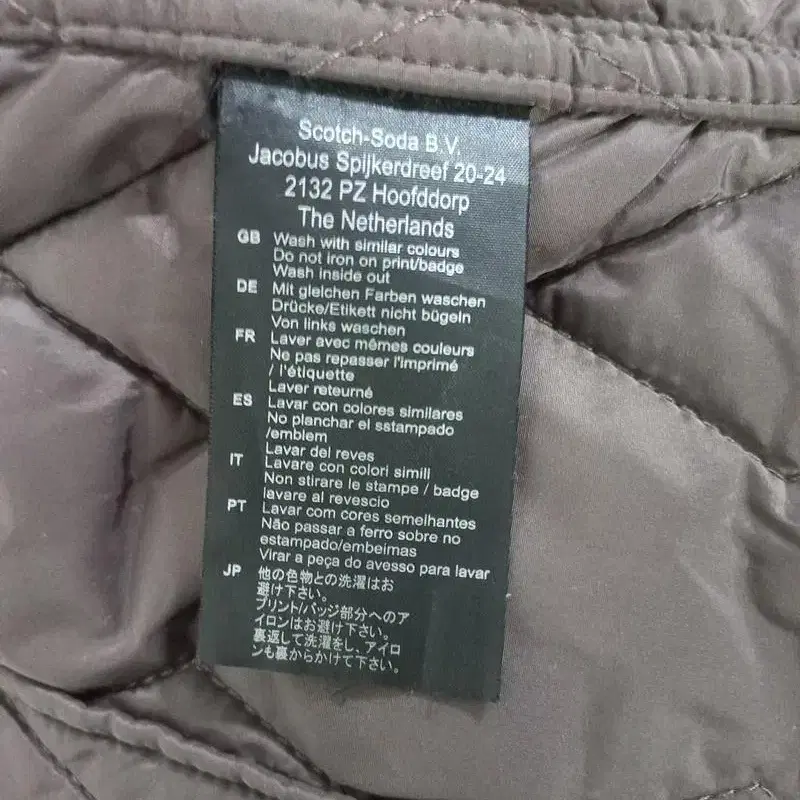 Scotch-Soda B.V.
Jacobus Spijkerdreef 20-24
2132 PZ Hoofddorp
The Netherlands
GB Wash with similar colours
Do not iron on print/badge
Wash inside out
DE Mit gleichen Farben waschen
Drücke/Etikett nicht bügeln
Von links waschen
FR Laver avec mêmes couleurs
Ne pas repasser l'imprimé
/ l'étiquette
Laver reteurné
ES Lavar con colores similares
No planchar el sstampado
/emblem
Lavar del reves
IT Lavare con colori simili
Non stirare le stampe / badge
lavare al revescio
PT Lavar com cores semelhantes
Não passar a ferro sobre no
estampado/embeimas
Virar a peça do avesso para lavar
JP 他の色物との洗濯はお
避け下さい。
プリント/バッジ部分へのア
イロンはお避け下さい。
裏返して洗濯をし、アイロ
ンも裏からかけて下さい。